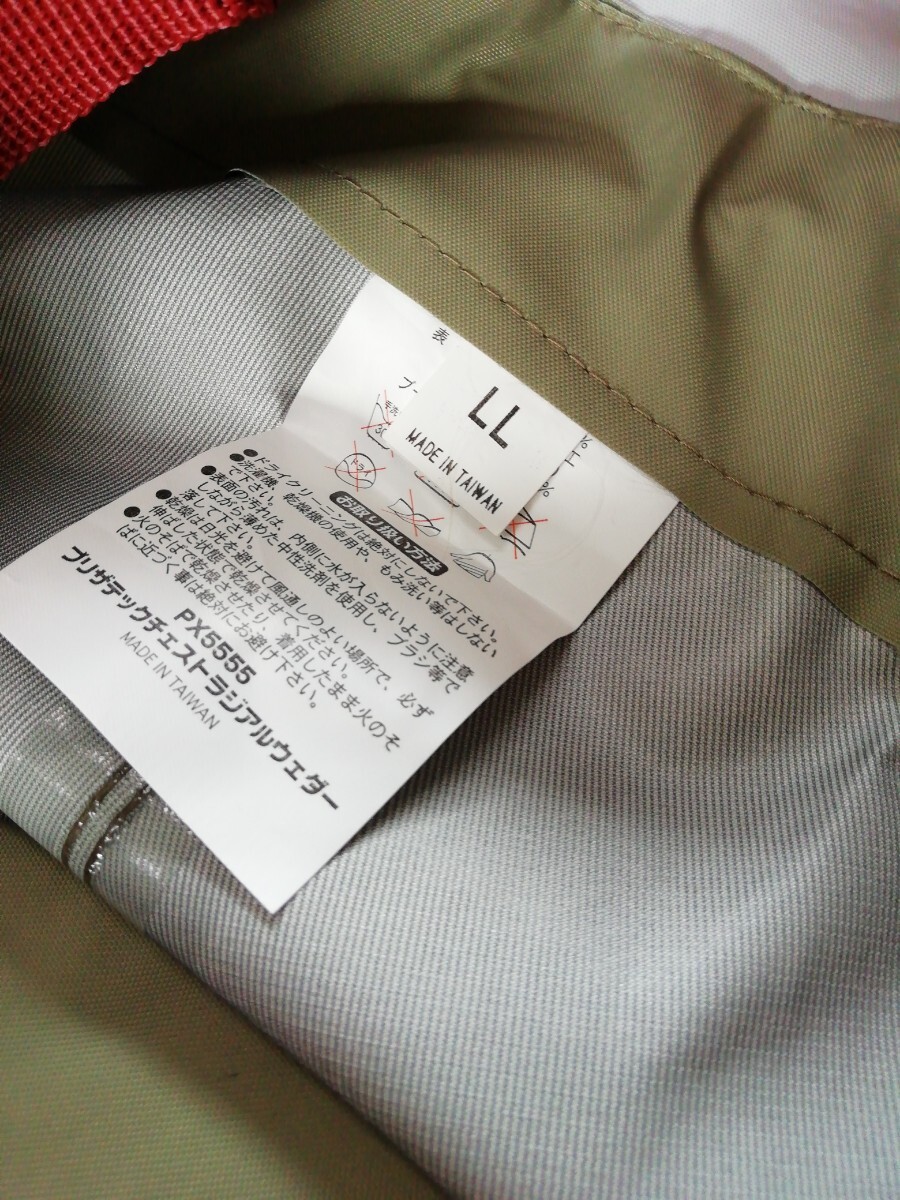 表
LL
MADE IN TAIWAN
ブー
%
%
ドライ
お取り扱い方法
●ドライクリーニングは絶対にしないで下さい。
●洗濯機、乾燥機の使用や、もみ洗い等はしない
で下さい。
●表面の汚れは、内側に水が入らないように注意
しながら薄めた中性洗剤を使用し、ブラシ等で
落して下さい。
●乾燥は日光を避けて風通しのよい場所で、必ず
伸ばした状態で乾燥させてください。
●火のそばで乾燥させたり、着用したまま火のそ
ばに近づく事は絶対にお避け下さい。
ブリザテックチェストラジアルウェダー
PX5555
MADE IN TAIWAN